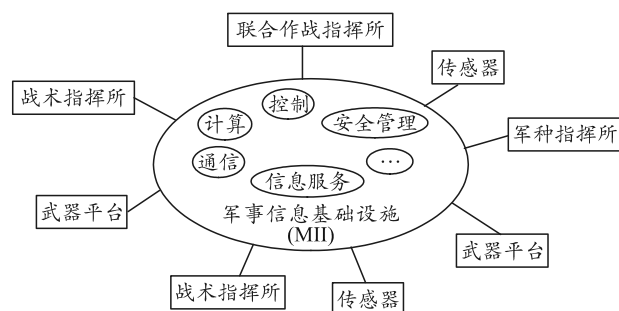 联合作战指挥所
传感器
战术指挥所
控制
计算
安全管理
军种指挥所
通信
…
信息服务
武器平台
军事信息基础设施
(MII)
武器平台
战术指挥所
传感器